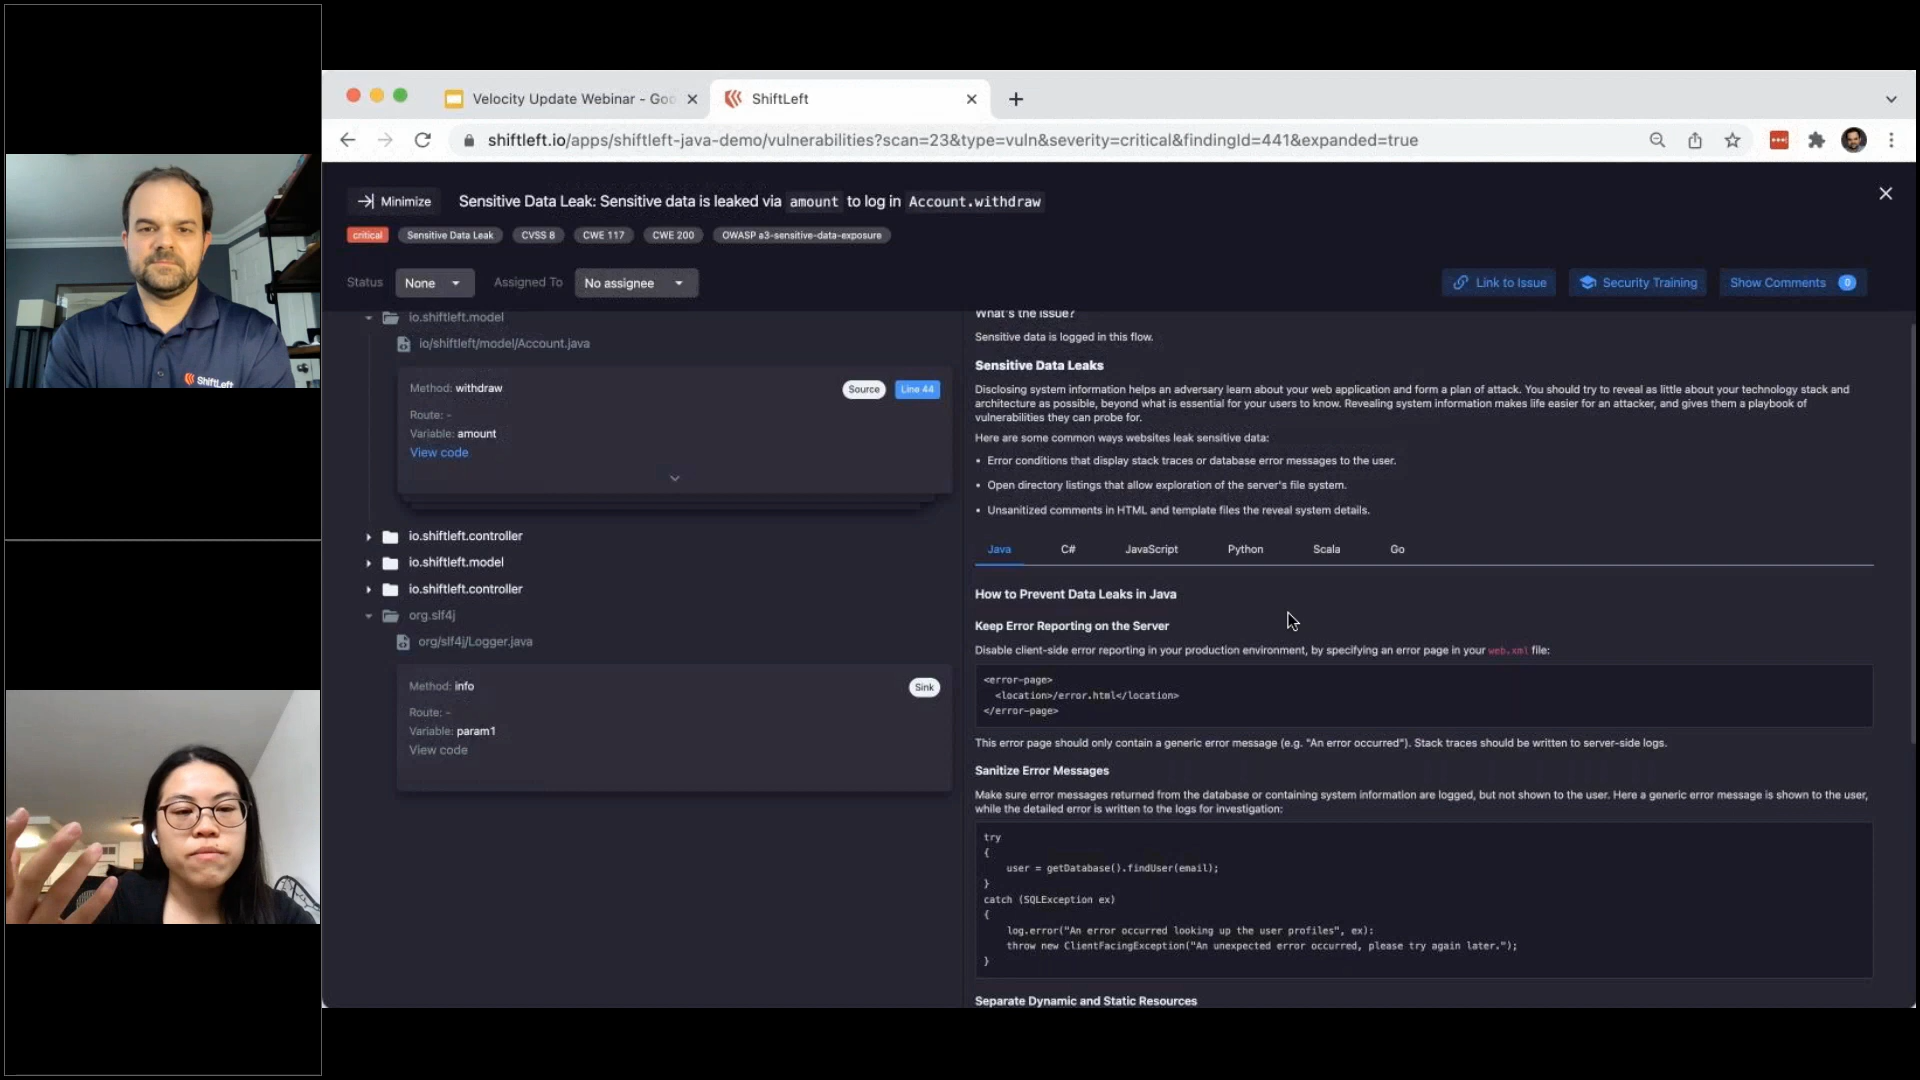 Velocity Update Webinar - Goo
ShiftLeft
shiftleft.io/apps/shiftleft-java-demo/vulnerabilities?scan=23&type=vuln&severity=critical&findingId=441&expanded=true
Minimize
Sensitive Data Leak: Sensitive data is leaked via amount to log in Account.withdraw
critical
Sensitive Data Leak
CVSS 8
CWE 117
CWE 200
OWASP a3-sensitive-data-exposure
Status
None
Assigned To
No assignee
Link to Issue
Security Training
Show Comments
0
io.shiftleft.model
io/shiftleft/model/Account.java
Method: withdraw
Source
Line 44
Route: -
Variable: amount
View code
io.shiftleft.controller
io.shiftleft.model
io.shiftleft.controller
org.slf4j
org/slf4j/Logger.java
Method: info
Sink
Route: -
Variable: param1
View code
What's the issue?
Sensitive data is logged in this flow.
Sensitive Data Leaks
Disclosing system information helps an adversary learn about your web application and form a plan of attack. You should try to reveal as little about your technology stack and
architecture as possible, beyond what is essential for your users to know. Revealing system information makes life easier for an attacker, and gives them a playbook of
vulnerabilities they can probe for.
Here are some common ways websites leak sensitive data:
• Error conditions that display stack traces or database error messages to the user.
• Open directory listings that allow exploration of the server's file system.
• Unsanitized comments in HTML and template files the reveal system details.
Java
C#
JavaScript
Python
Scala
Go
How to Prevent Data Leaks in Java
Keep Error Reporting on the Server
Disable client-side error reporting in your production environment, by specifying an error page in your web.xml file:
<error-page>
<location>/error.html</location>
</error-page>
This error page should only contain a generic error message (e.g. "An error occurred"). Stack traces should be written to server-side logs.
Sanitize Error Messages
Make sure error messages returned from the database or containing system information are logged, but not shown to the user. Here a generic error message is shown to the user,
while the detailed error is written to the logs for investigation:
try
{
user = getDatabase().findUser(email);
}
catch (SQLException ex)
{
log.error("An error occurred looking up the user profiles", ex):
throw new ClientFacingException("An unexpected error occurred, please try again later.");
}
Separate Dynamic and Static Resources
ShiftLeft